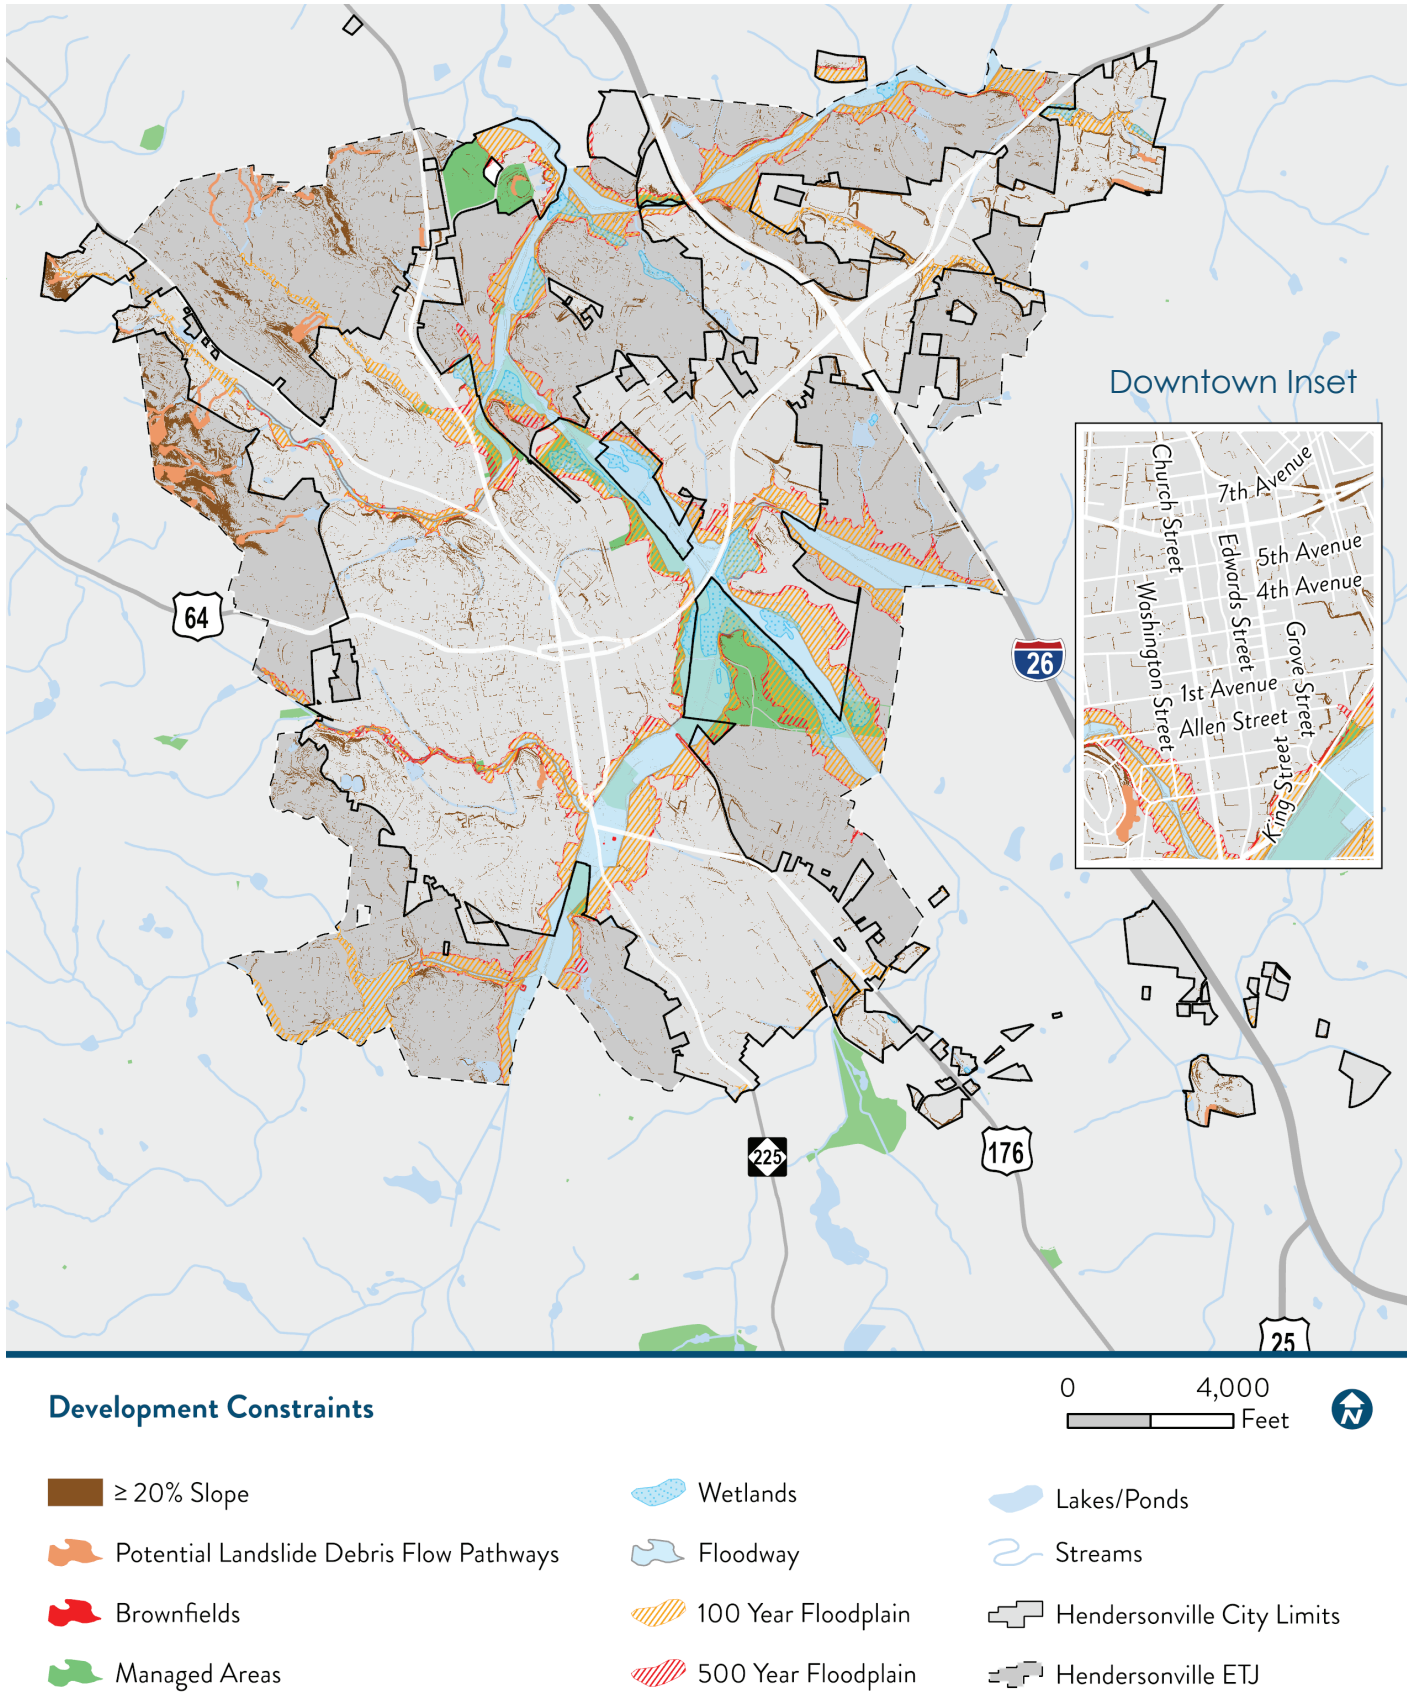 Downtown Inset
Church Street
7th Avenue
Edwards Street
5th Avenue
4th Avenue
Washington Street
Grove Street
1st Avenue
Allen Street
King Street
64
26
225
176
25
Development Constraints
0 4,000
Feet
N
≥ 20% Slope
Potential Landslide Debris Flow Pathways
Brownfields
Managed Areas
Wetlands
Floodway
100 Year Floodplain
500 Year Floodplain
Lakes/Ponds
Streams
Hendersonville City Limits
Hendersonville ETJ